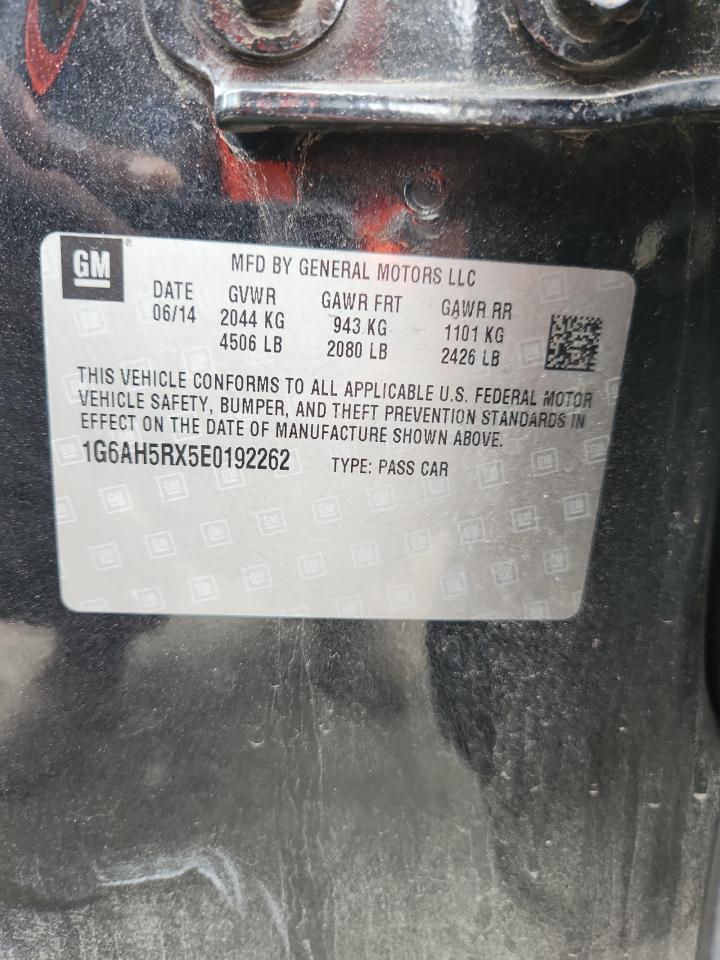 GM
MFD BY GENERAL MOTORS LLC
DATE GVWR GAWR FRT GAWR RR
06/14 2044 KG 943 KG 1101 KG
4506 LB 2080 LB 2426 LB
THIS VEHICLE CONFORMS TO ALL APPLICABLE U.S. FEDERAL MOTOR
VEHICLE SAFETY, BUMPER, AND THEFT PREVENTION STANDARDS IN
EFFECT ON THE DATE OF MANUFACTURE SHOWN ABOVE.
1G6AH5RX5E0192262 TYPE: PASS CAR